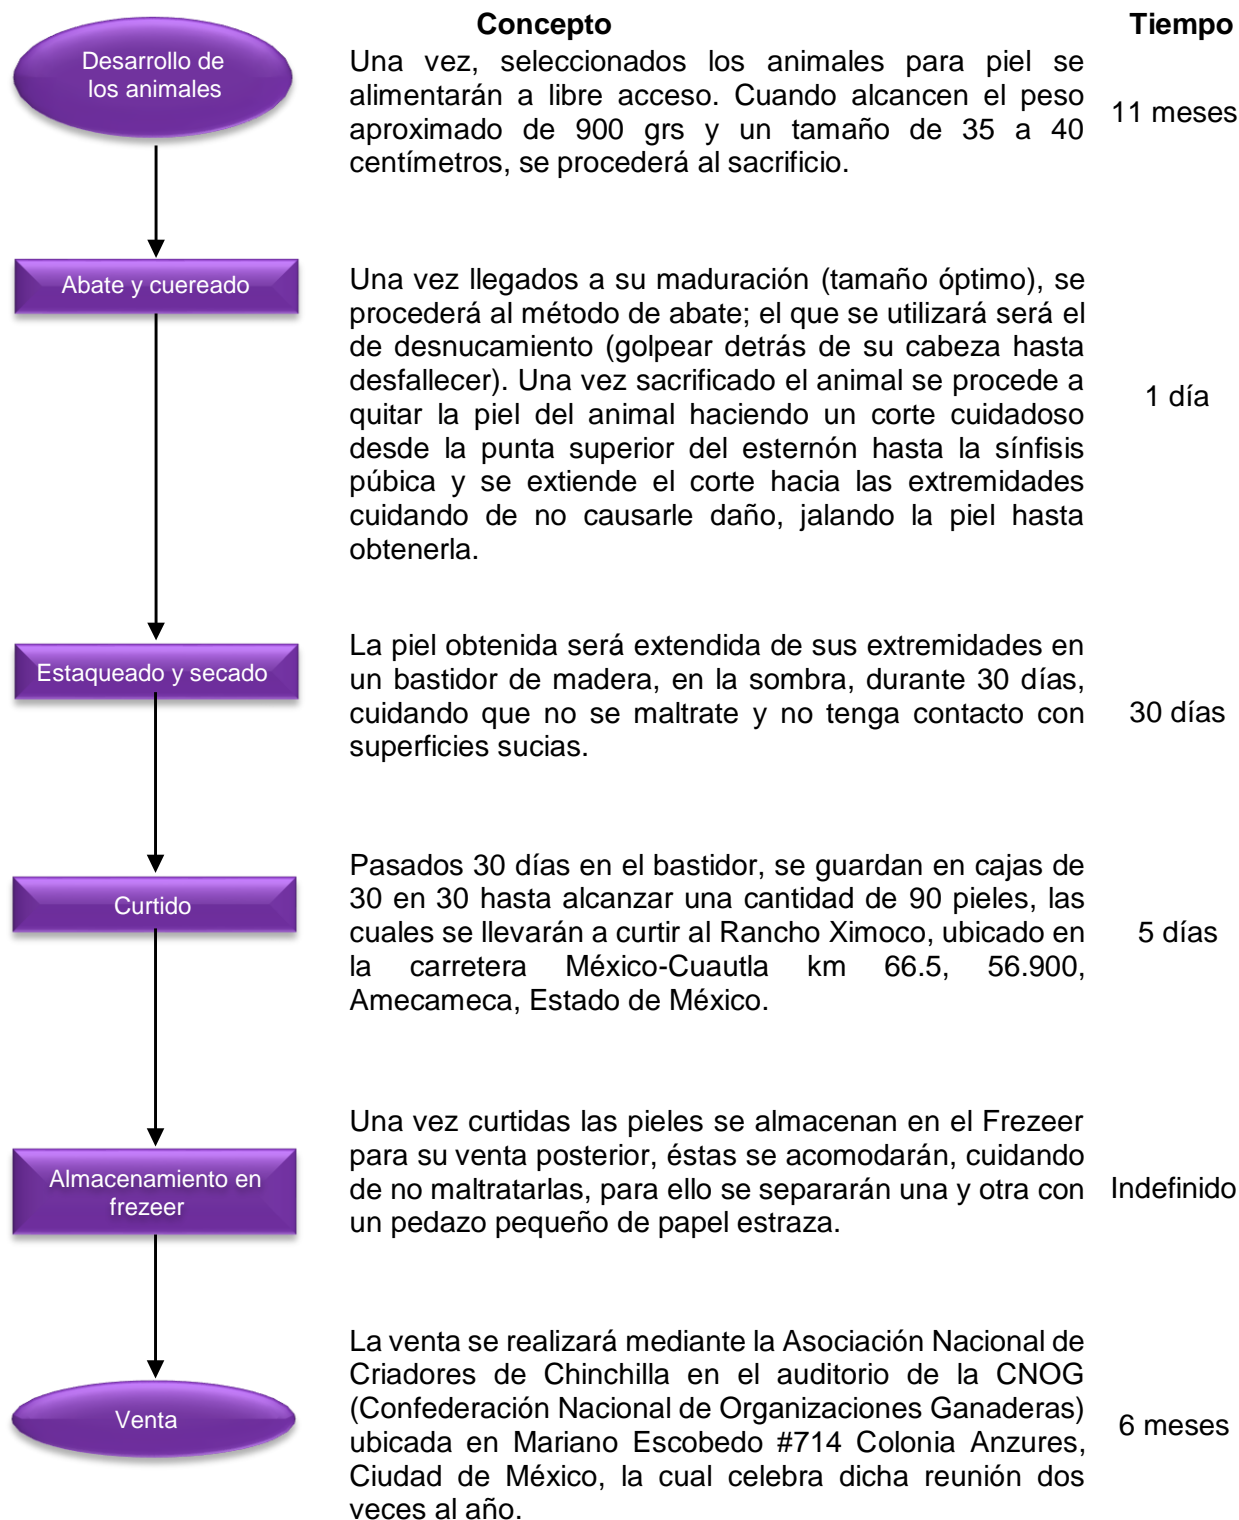 Concepto
Tiempo
Desarrollo de
los animales
Una vez, seleccionados los animales para piel se
alimentarán a libre acceso. Cuando alcancen el peso
aproximado de 900 grs y un tamaño de 35 a 40
centímetros, se procederá al sacrificio.
11 meses
Abate y cuereado
Una vez llegados a su maduración (tamaño óptimo), se
procederá al método de abate; el que se utilizará será el
de desnucamiento (golpear detrás de su cabeza hasta
desfallecer). Una vez sacrificado el animal se procede a
quitar la piel del animal haciendo un corte cuidadoso
desde la punta superior del esternón hasta la sínfisis
púbica y se extiende el corte hacia las extremidades
cuidando de no causarle daño, jalando la piel hasta
obtenerla.
1 día
Estaqueado y secado
La piel obtenida será extendida de sus extremidades en
un bastidor de madera, en la sombra, durante 30 días,
cuidando que no se maltrate y no tenga contacto con
superficies sucias.
30 días
Curtido
Pasados 30 días en el bastidor, se guardan en cajas de
30 en 30 hasta alcanzar una cantidad de 90 pieles, las
cuales se llevarán a curtir al Rancho Ximoco, ubicado en
la carretera México-Cuautla km 66.5, 56.900,
Amecameca, Estado de México.
5 días
Almacenamiento en
frezeer
Una vez curtidas las pieles se almacenan en el Frezeer
para su venta posterior, éstas se acomodarán, cuidando
de no maltratarlas, para ello se separarán una y otra con
un pedazo pequeño de papel estraza.
Indefinido
Venta
La venta se realizará mediante la Asociación Nacional de
Criadores de Chinchilla en el auditorio de la CNOG
(Confederación Nacional de Organizaciones Ganaderas)
ubicada en Mariano Escobedo #714 Colonia Anzures,
Ciudad de México, la cual celebra dicha reunión dos
veces al año.
6 meses